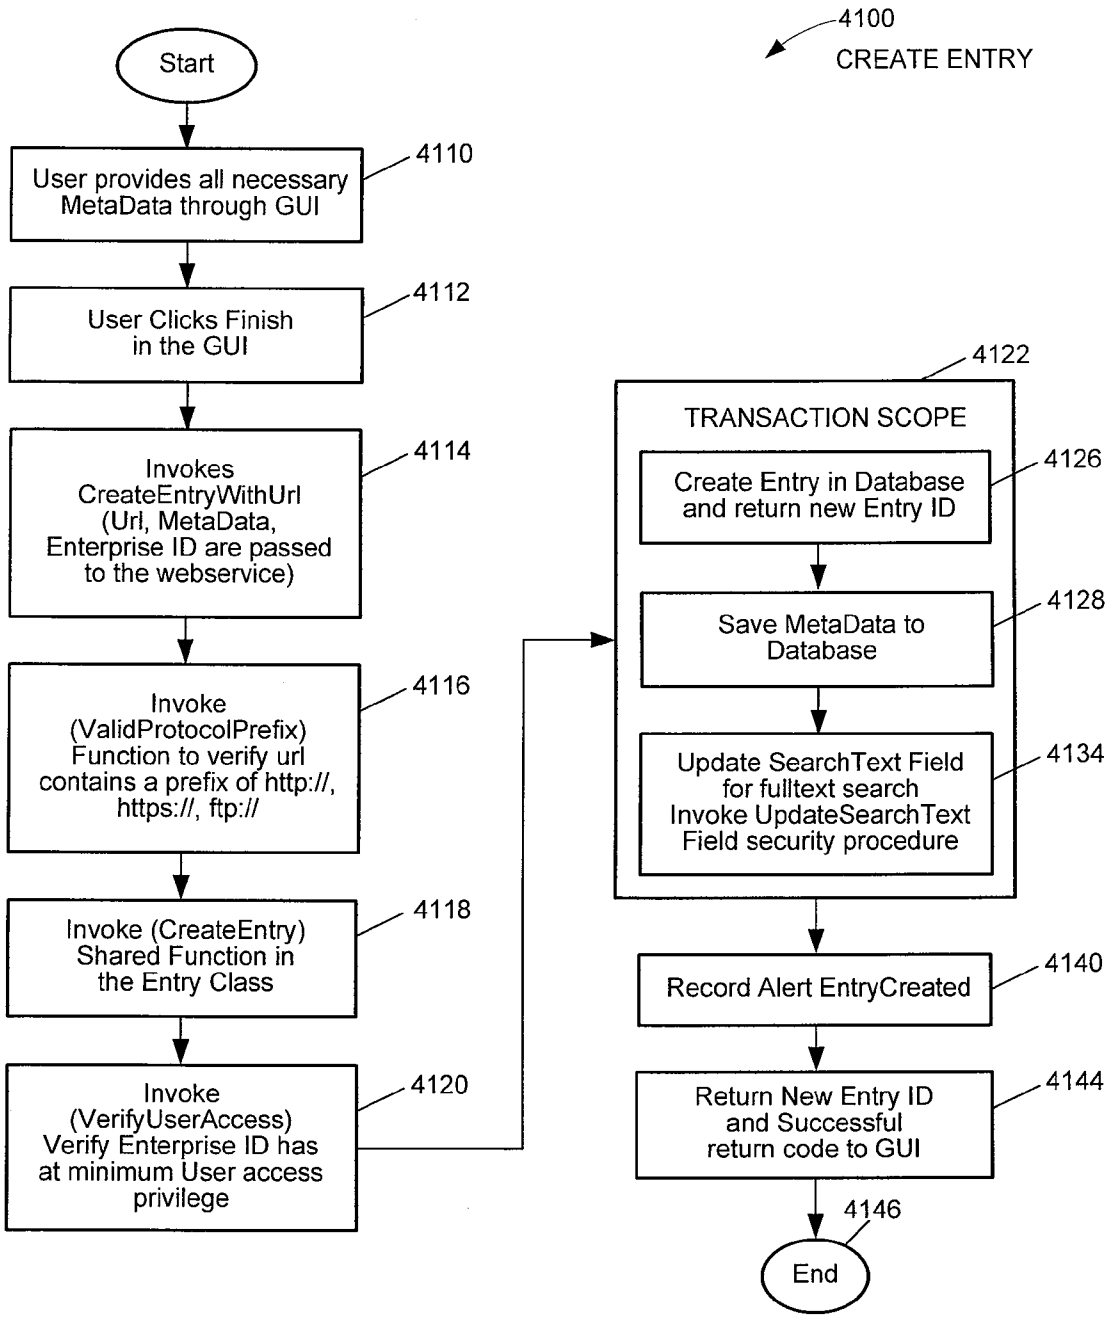 4100
CREATE ENTRY
Start
4110
User provides all necessary
MetaData through GUI
4112
User Clicks Finish
in the GUI
4114
Invokes
CreateEntryWithUrl
(Url, MetaData,
Enterprise ID are passed
to the webservice)
4116
Invoke
(ValidProtocolPrefix)
Function to verify url
contains a prefix of http://,
https://, ftp://
4118
Invoke (CreateEntry)
Shared Function in
the Entry Class
4120
Invoke
(VerifyUserAccess)
Verify Enterprise ID has
at minimum User access
privilege
4122
TRANSACTION SCOPE
4126
Create Entry in Database
and return new Entry ID
4128
Save MetaData to
Database
4134
Update SearchText Field
for fulltext search
Invoke UpdateSearchText
Field security procedure
4140
Record Alert EntryCreated
4144
Return New Entry ID
and Successful
return code to GUI
4146
End